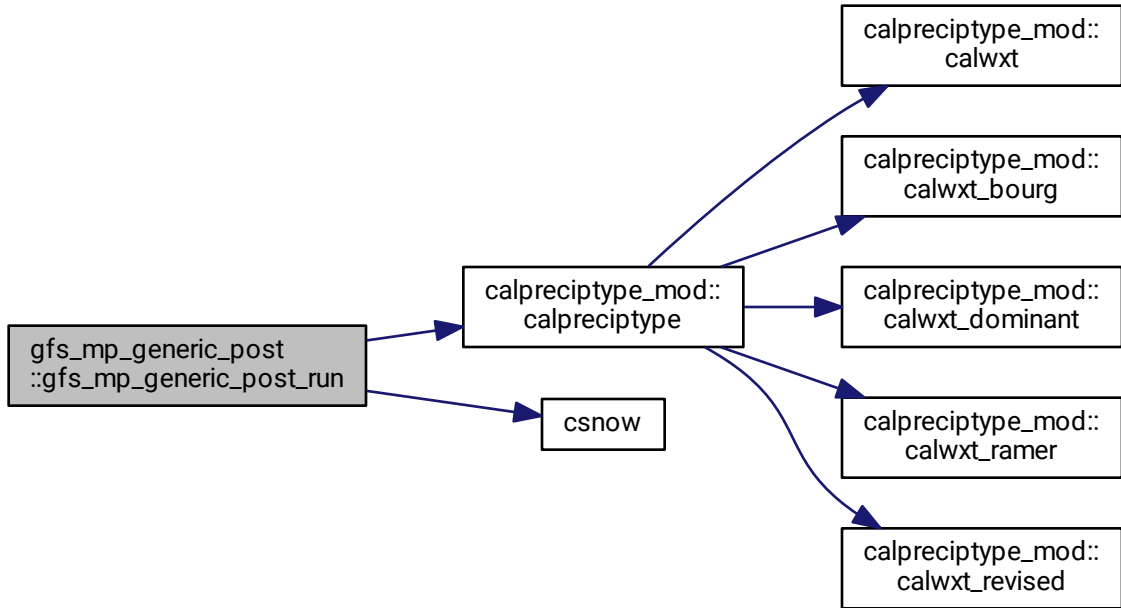 calpreciptype_mod::
calwxt
calpreciptype_mod::
calwxt_bourg
calpreciptype_mod::
calpreciptype
calpreciptype_mod::
calwxt_dominant
gfs_mp_generic_post
::gfs_mp_generic_post_run
csnow
calpreciptype_mod::
calwxt_ramer
calpreciptype_mod::
calwxt_revised